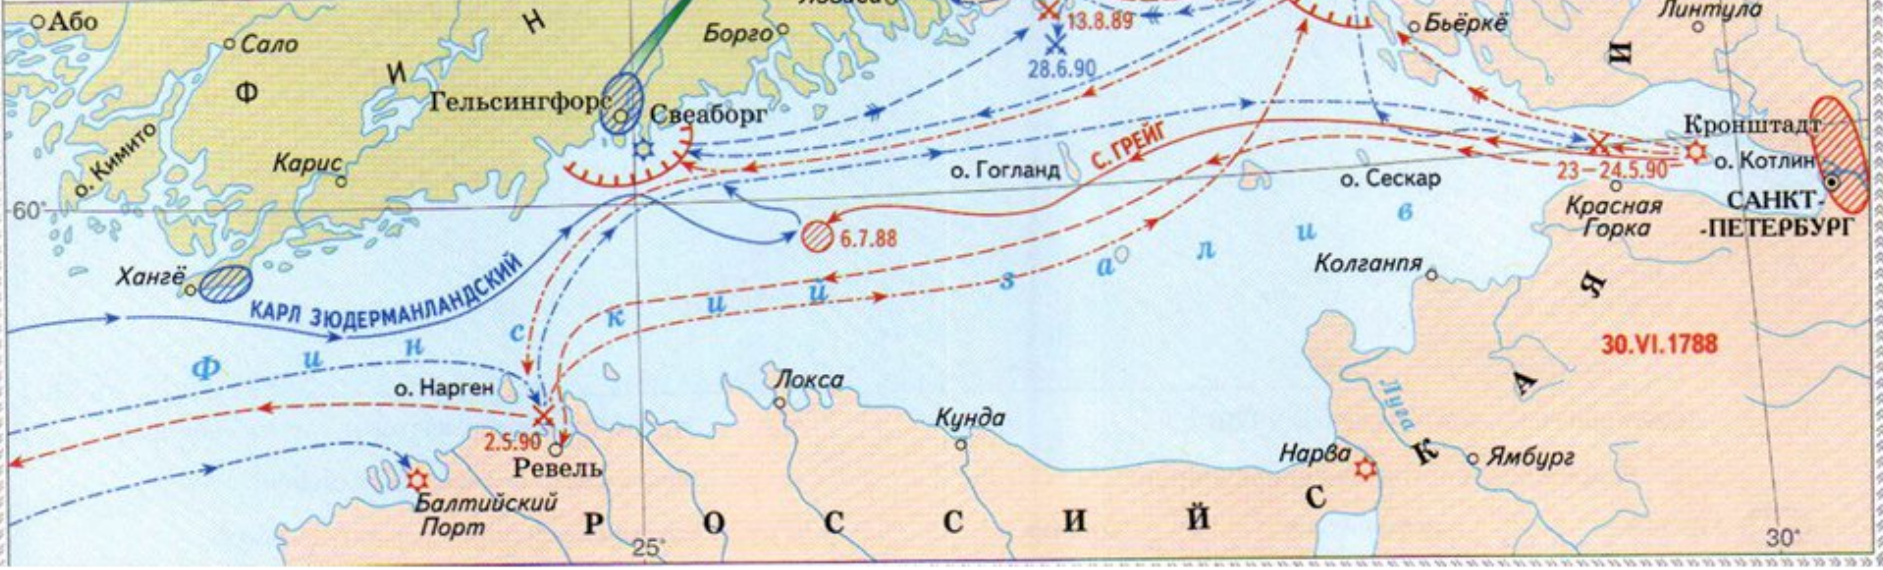 Або
Сало
Н
Борго
13.8.89
28.6.90
Бьёркё
Линтула
И
Ф
И
Гельсингфорс
Свеаборг
о. Кимито
Карис
о. Гогланд
С. ГРЕЙГ
о. Сескар
23–24.5.90
Кронштадт
о. Котлин
САНКТ-
-ПЕТЕРБУРГ
Красная
Горка
60°
6.7.88
Хангё
КАРЛ ЗЮДЕРМАНЛАНДСКИЙ
Колганпя
Ф и н с к и й з а л и в
30.VI.1788
о. Нарген
2.5.90
Ревель
Локса
Кунда
Нарва
Луга
Ямбург
Балтийский
Порт
Р О С С И Й С К А Я
25°
30°